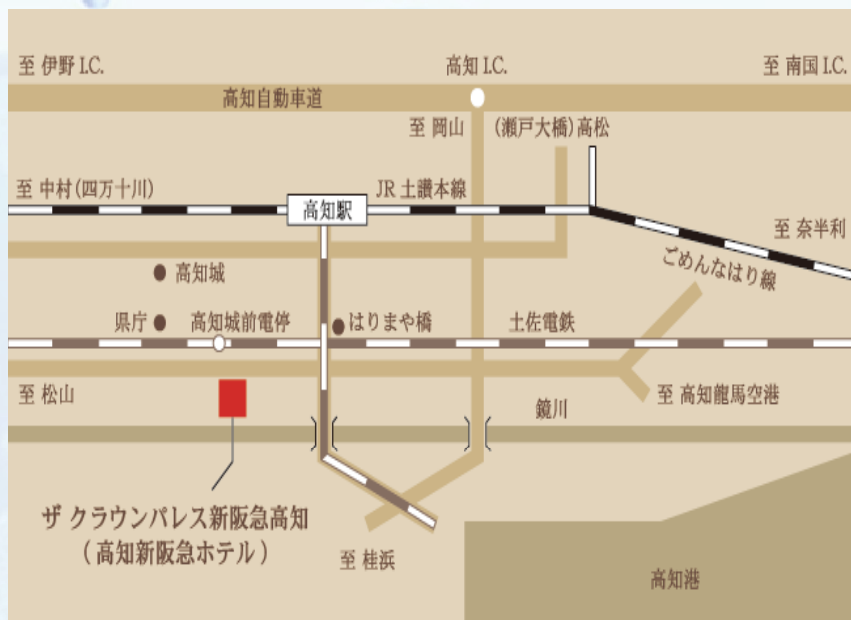 至 伊野 I.C.
高知 I.C.
至 南国 I.C.
高知自動車道
至 岡山
(瀬戸大橋)高松
至 中村(四万十川)
JR 土讃本線
高知駅
至 奈半利
ごめんなはり線
高知城
県庁
高知城前電停
はりまや橋
土佐電鉄
至 松山
至 高知龍馬空港
鏡川
ザ クラウンパレス新阪急高知
( 高知新阪急ホテル )
至 桂浜
高知港